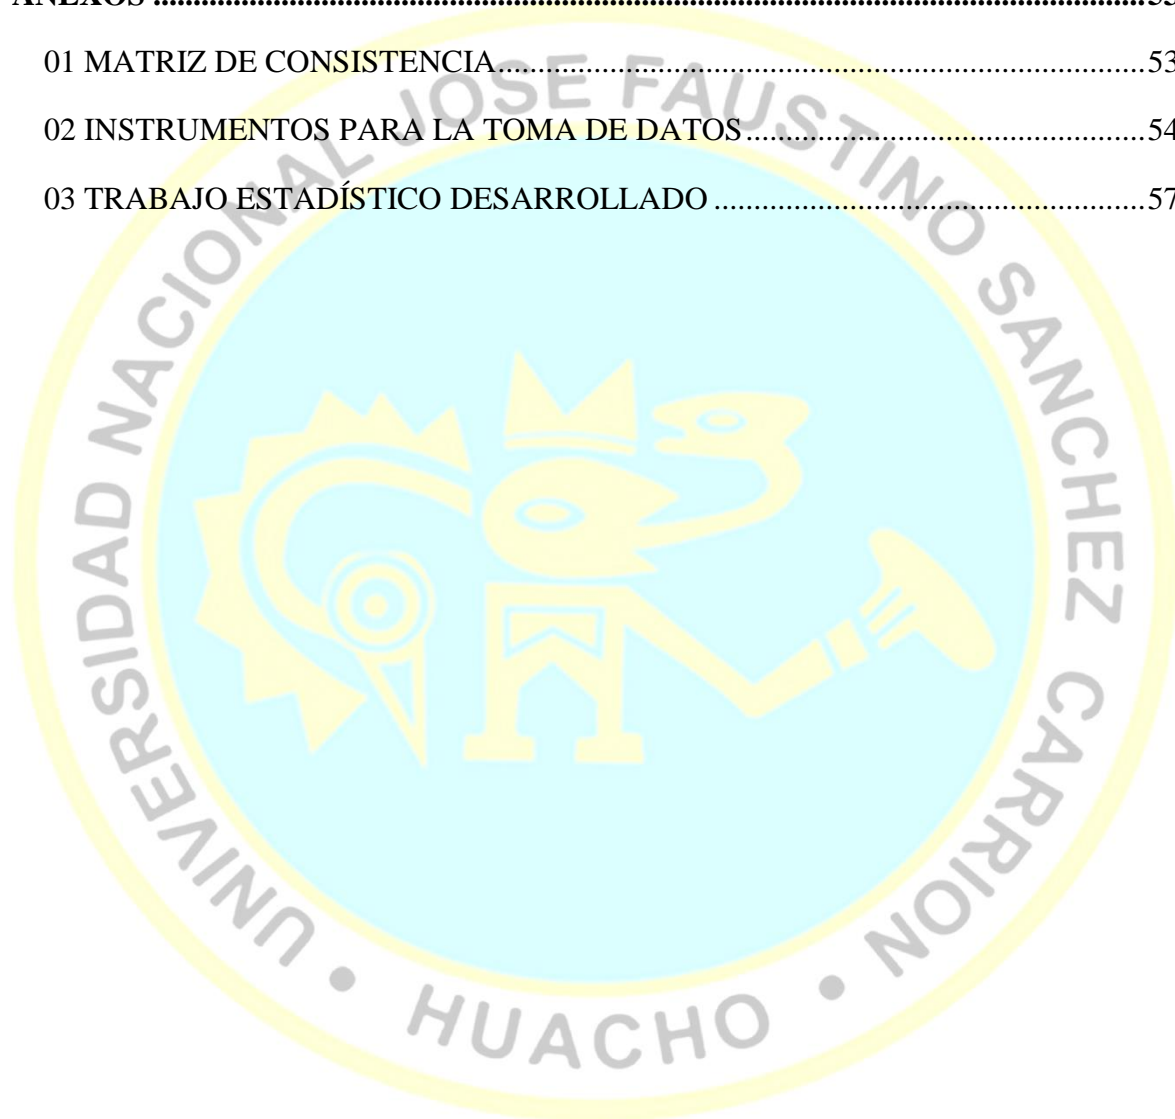 ANEXOS ........................................................................................................................... 53
01 MATRIZ DE CONSISTENCIA ................................................................................. 53
02 INSTRUMENTOS PARA LA TOMA DE DATOS .................................................. 54
03 TRABAJO ESTADÍSTICO DESARROLLADO ...................................................... 57
UNIVERSIDAD NACIONAL JOSE FAUSTINO SANCHEZ CARRION
• HUACHO •